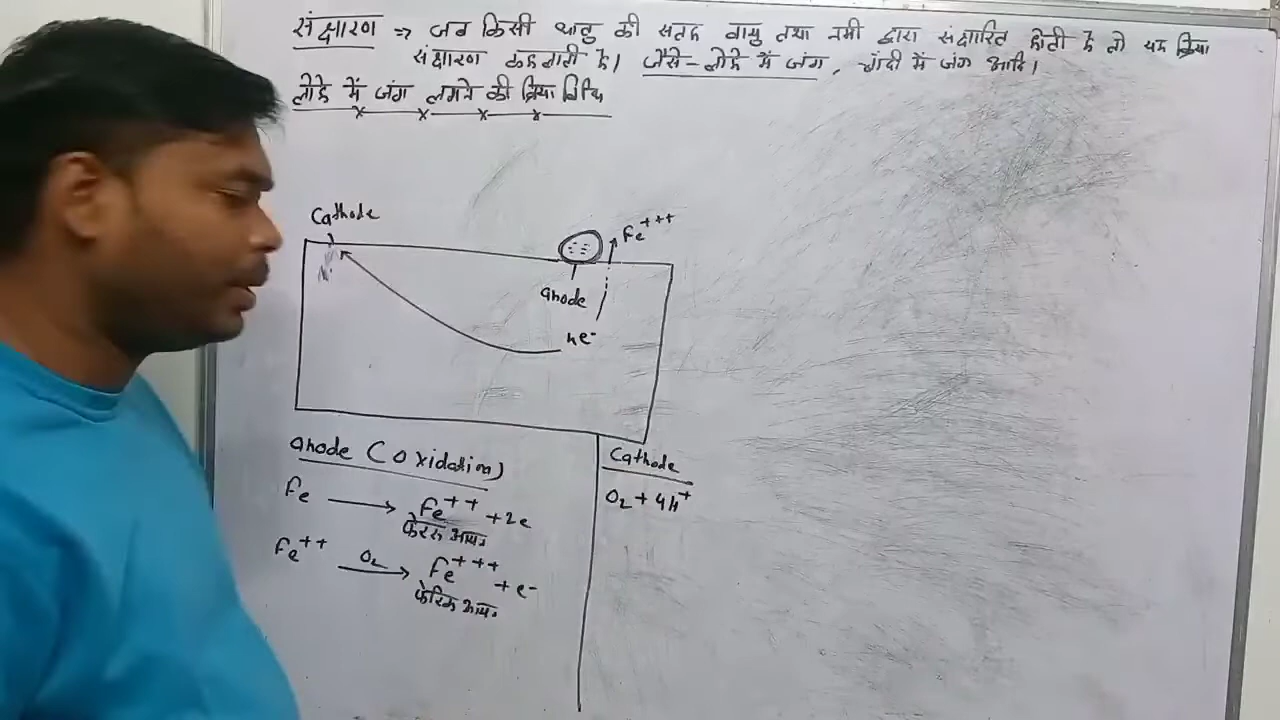 संक्षारण ⇒ जब किसी धातु की सतह वायु तथा नमी द्वारा संक्षारित होती है तो यह क्रिया
संक्षारण कहलाती है। जैसे - लोहे में जंग, चांदी में जंग आदि।
लोहे में जंग लगने की क्रिया विधि
Cathode
Fe+++
anode
ne-
anode (oxidation)
Fe → Fe++ + 2e
फेरस आयन
Fe++ O2 → Fe+++ + e-
फेरिक आयन
Cathode
O2 + 4H+